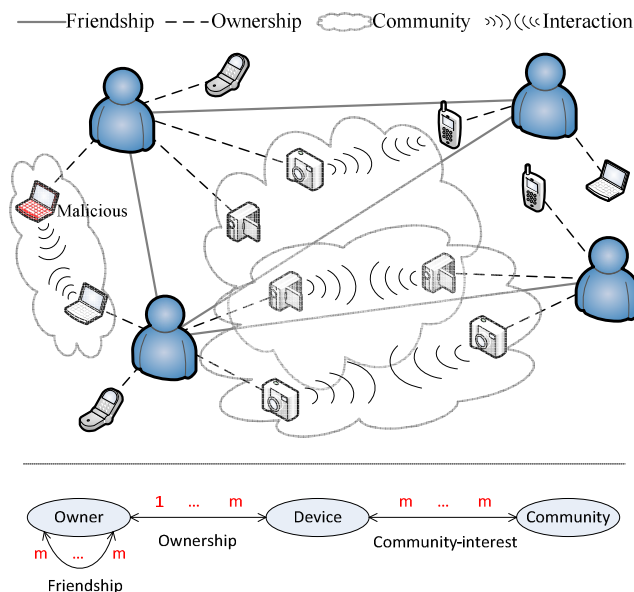 Friendship Ownership Community Interaction
Malicious
1 ... m m ... m
Owner Device Community
Ownership Community-interest
m ... m
Friendship